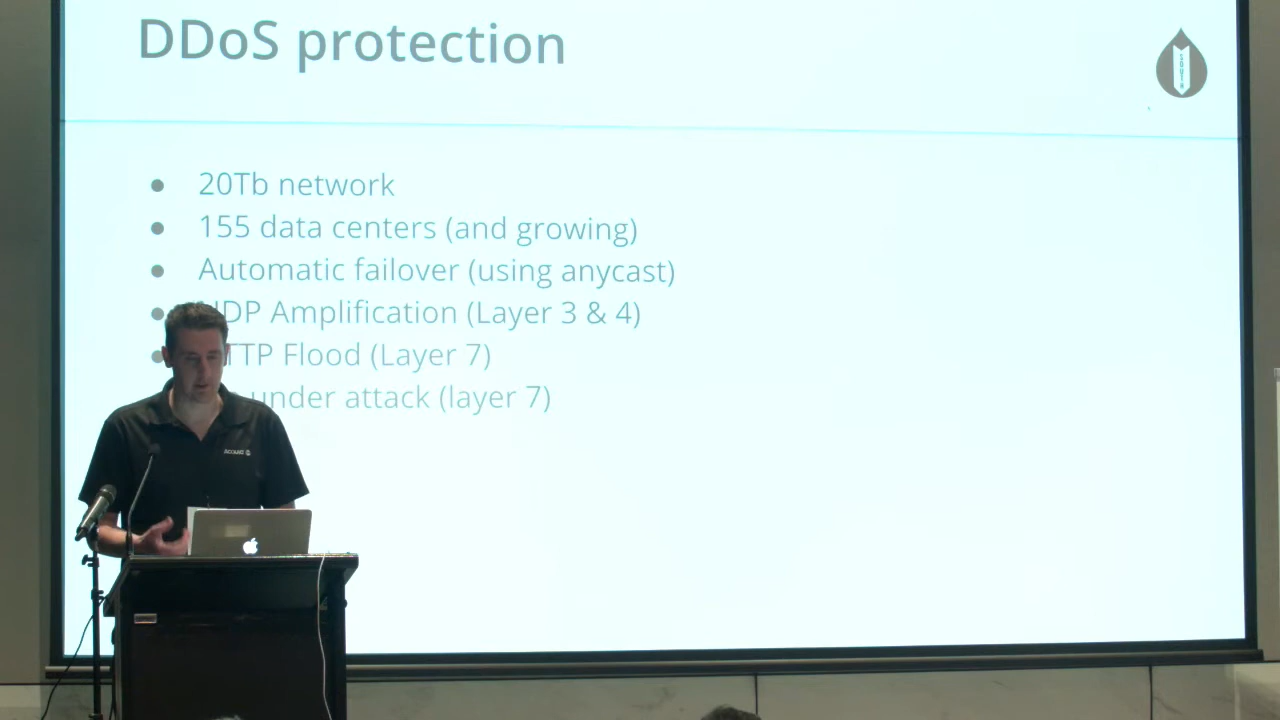 DDoS protection
SOUTH
20Tb network
155 data centers (and growing)
Automatic failover (using anycast)
UDP Amplification (Layer 3 & 4)
HTTP Flood (Layer 7)
under attack (layer 7)